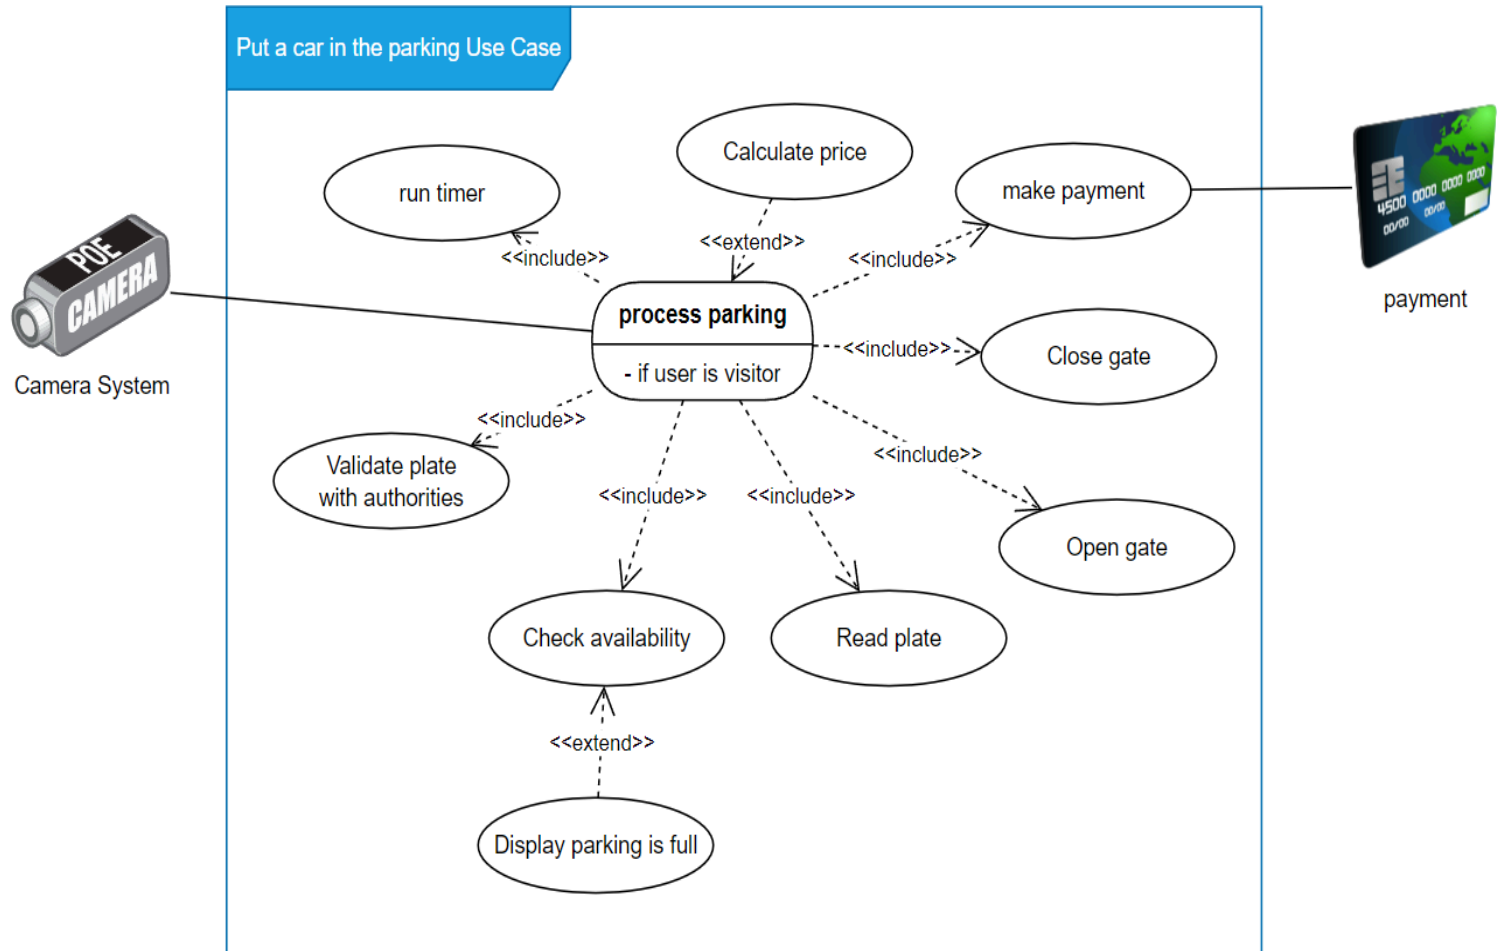 Put a car in the parking Use Case
Calculate price
run timer
make payment
4500 0000 0000 0000
00/00 00/00
<<extend>>
<<include>>
<<include>>
POE
CAMERA
payment
process parking
<<include>>
Close gate
- if user is visitor
Camera System
<<include>>
<<include>>
Validate plate
with authorities
<<include>>
<<include>>
Open gate
Check availability
Read plate
<<extend>>
Display parking is full